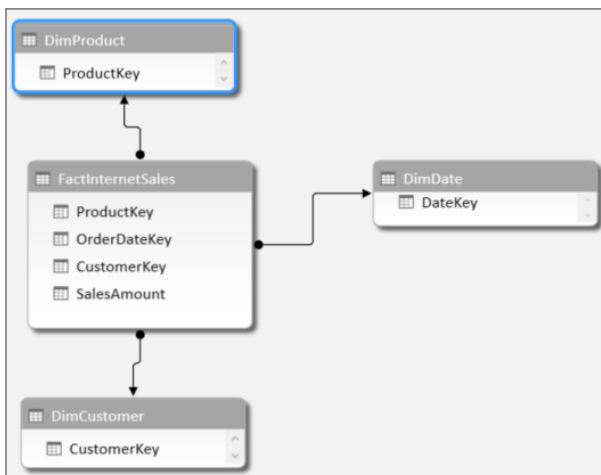 DimProduct
ProductKey
FactInternetSales
ProductKey
OrderDateKey
CustomerKey
SalesAmount
DimDate
DateKey
DimCustomer
CustomerKey